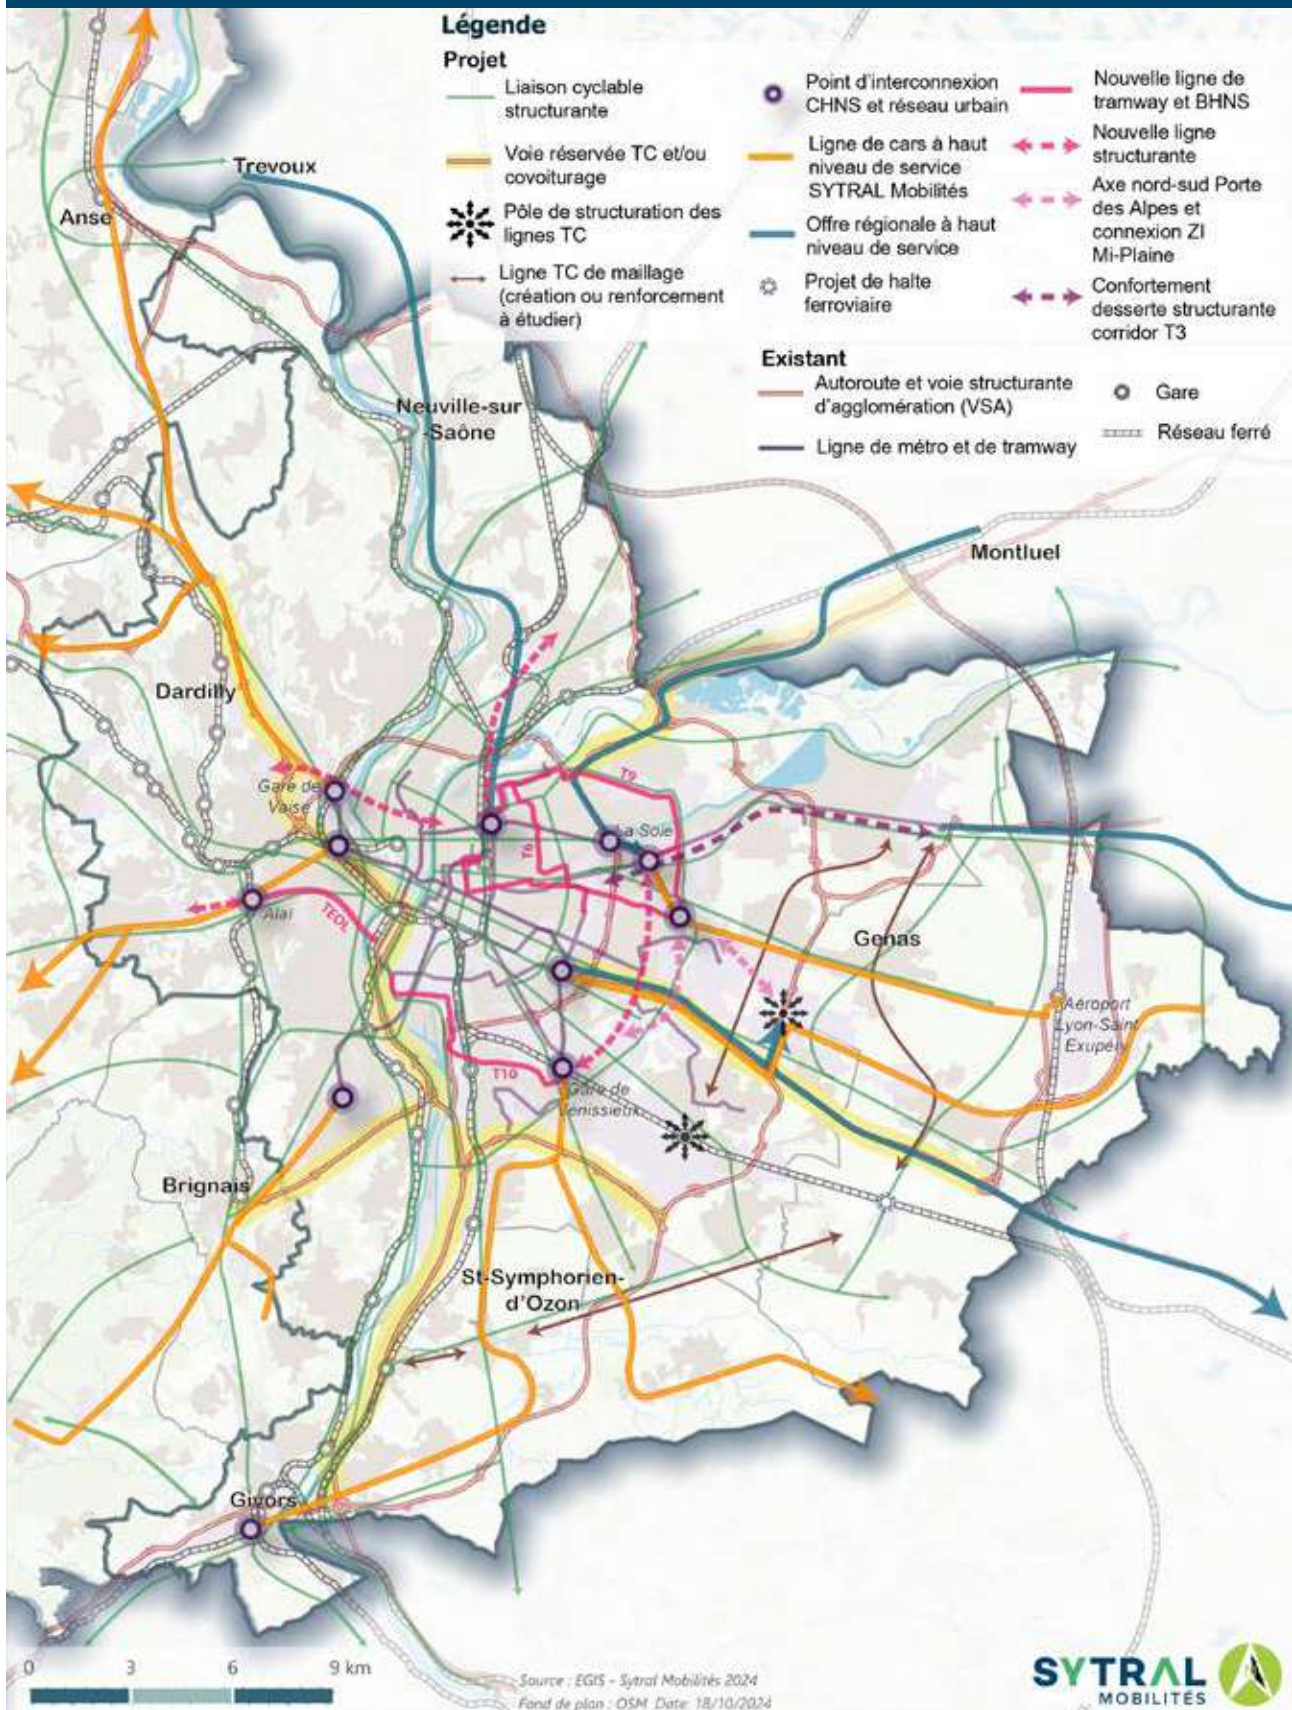 Légende
Projet
Liaison cyclable
structurante
Voie réservée TC et/ou
covoiturage
Pôle de structuration des
lignes TC
Ligne TC de maillage
(création ou renforcement
à étudier)
Point d'interconnexion
CHNS et réseau urbain
Ligne de cars à haut
niveau de service
SYTRAL Mobilités
Offre régionale à haut
niveau de service
Projet de halte
ferroviaire
Nouvelle ligne de
tramway et BHNS
Nouvelle ligne
structurante
Axe nord-sud Porte
des Alpes et
connexion ZI
Mi-Plaine
Confortement
desserte structurante
corridor T3
Existant
Autoroute et voie structurante
d'agglomération (VSA)
Ligne de métro et de tramway
Gare
Réseau ferré
Trevoux
Anse
Neuville-sur
-Saône
Montluel
Dardilly
Gare de
Vaise
T9
La Soie
T6
Alaï
TEOL
Genas
Aéroport
Lyon-Saint
Exupéry
T10
Gare de
Vénissieux
Brignais
St-Symphorien-
d'Ozon
Givors
0 3 6 9 km
Source : EGIS - Sytral Mobilités 2024
Fond de plan : OSM Date: 18/10/2024
SYTRAL
MOBILITÉS